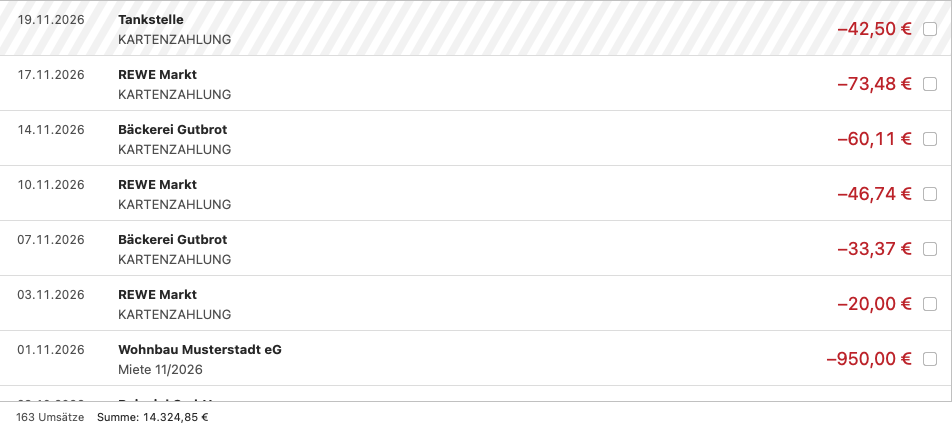 19.11.2026 Tankstelle –42,50 €
KARTENZAHLUNG
17.11.2026 REWE Markt –73,48 €
KARTENZAHLUNG
14.11.2026 Bäckerei Gutbrot –60,11 €
KARTENZAHLUNG
10.11.2026 REWE Markt –46,74 €
KARTENZAHLUNG
07.11.2026 Bäckerei Gutbrot –33,37 €
KARTENZAHLUNG
03.11.2026 REWE Markt –20,00 €
KARTENZAHLUNG
01.11.2026 Wohnbau Musterstadt eG –950,00 €
Miete 11/2026
163 Umsätze Summe: 14.324,85 €